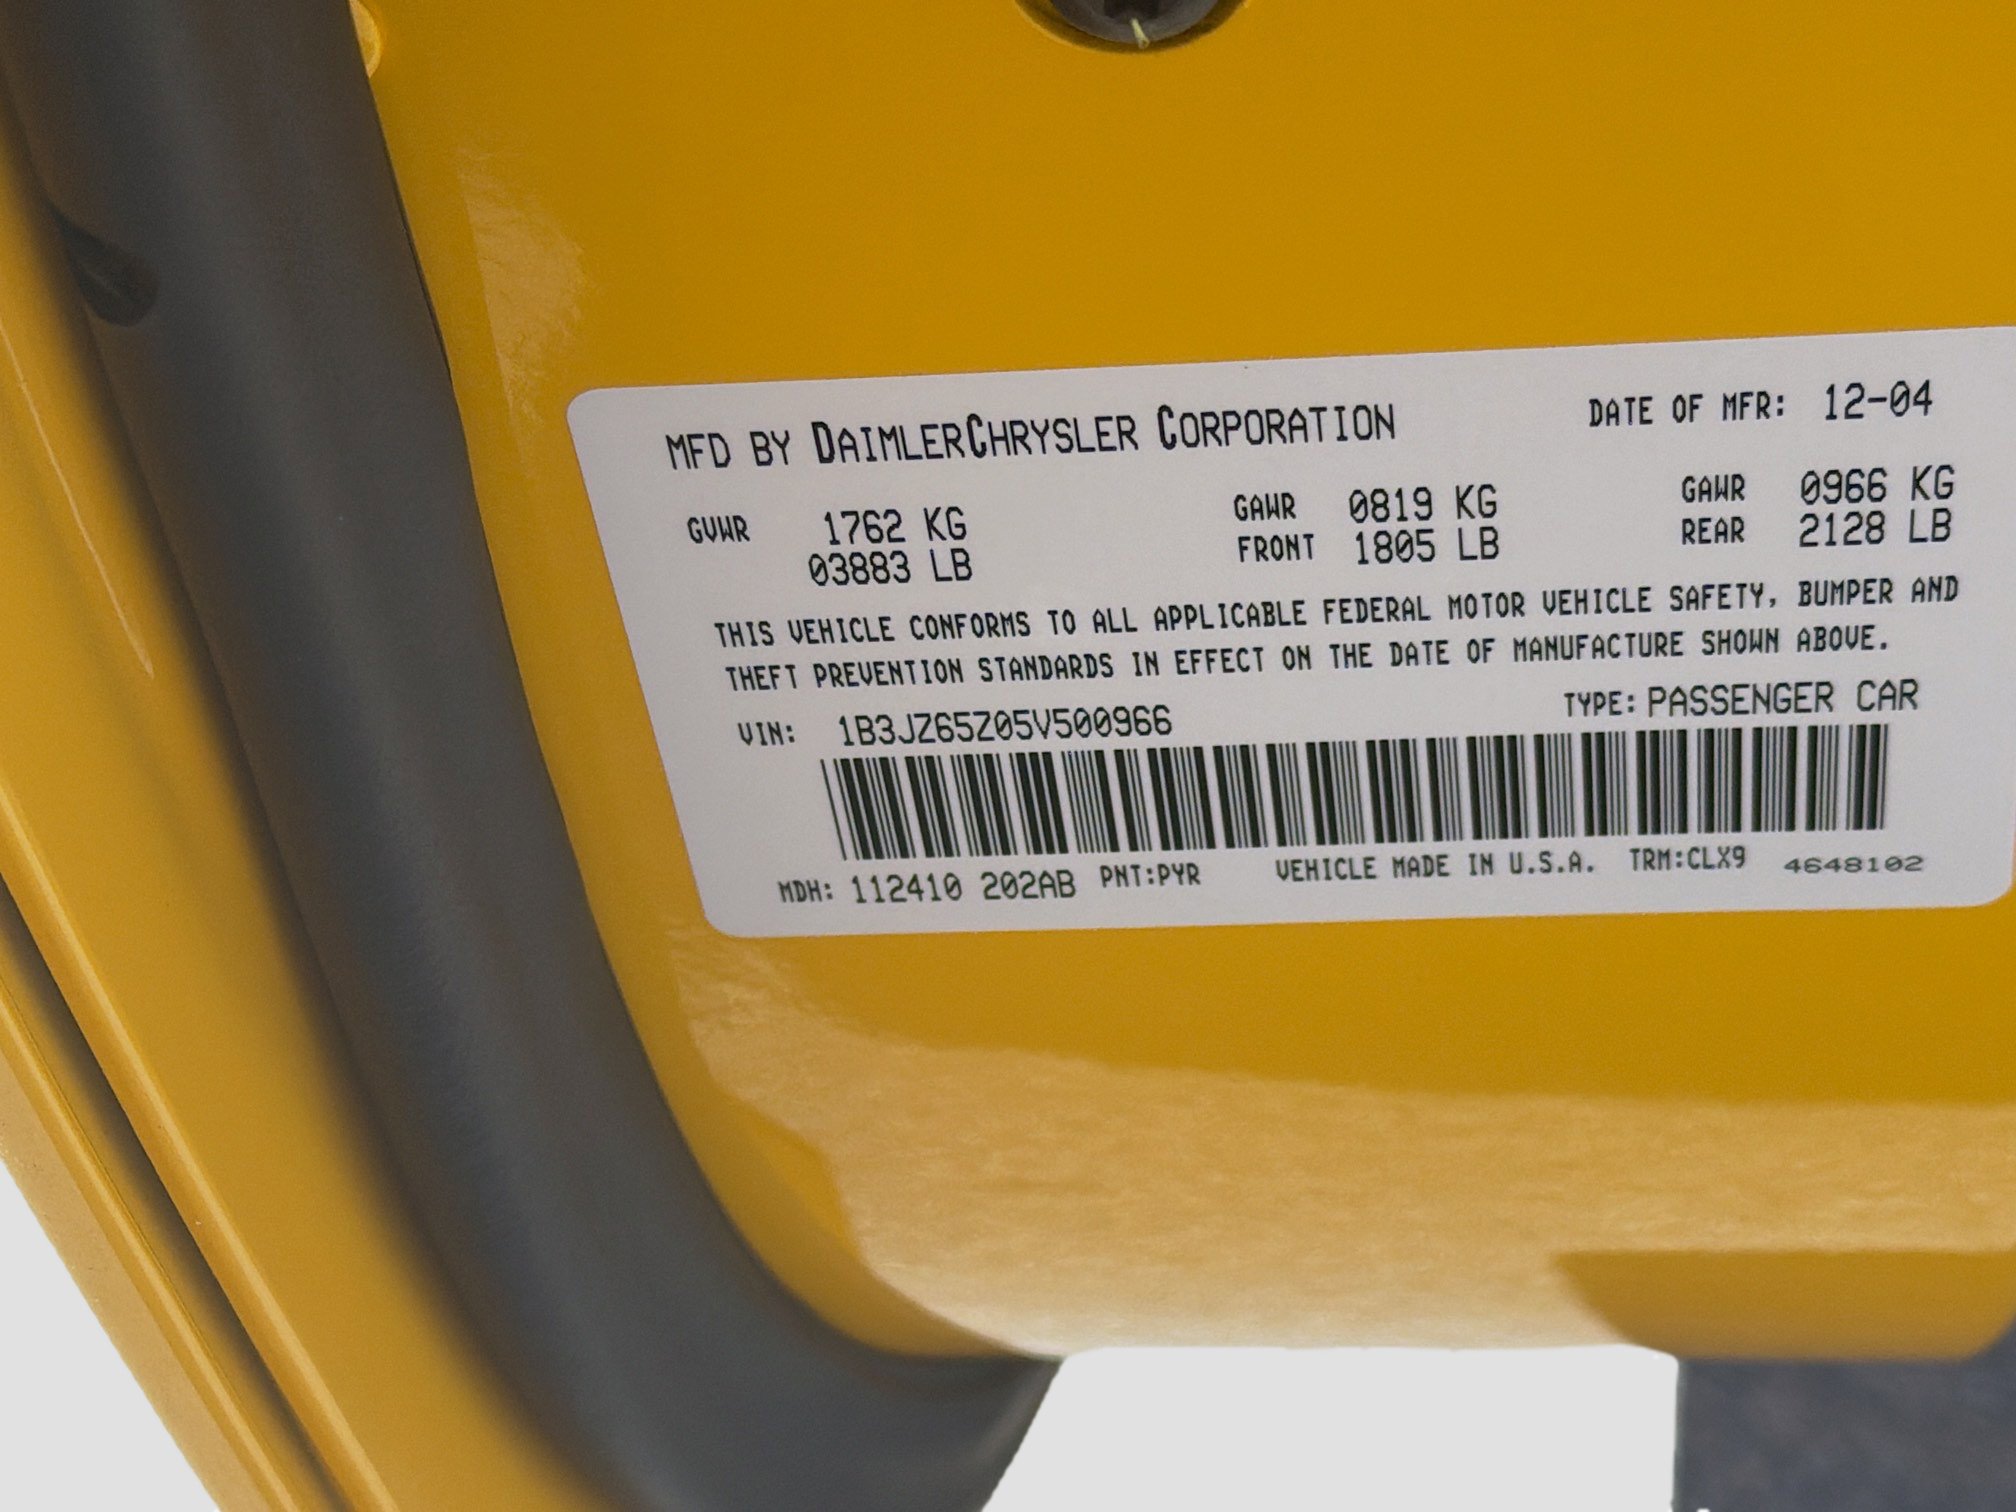 MFD BY DAIMLERCHRYSLER CORPORATION DATE OF MFR: 12-04
GVWR 1762 KG GAWR 0819 KG GAWR 0966 KG
03883 LB FRONT 1805 LB REAR 2128 LB
THIS VEHICLE CONFORMS TO ALL APPLICABLE FEDERAL MOTOR VEHICLE SAFETY, BUMPER AND
THEFT PREVENTION STANDARDS IN EFFECT ON THE DATE OF MANUFACTURE SHOWN ABOVE.
VIN: 1B3JZ65Z05V500966 TYPE: PASSENGER CAR
MDH: 112410 202AB PNT:PYR VEHICLE MADE IN U.S.A. TRM:CLX9 4648102